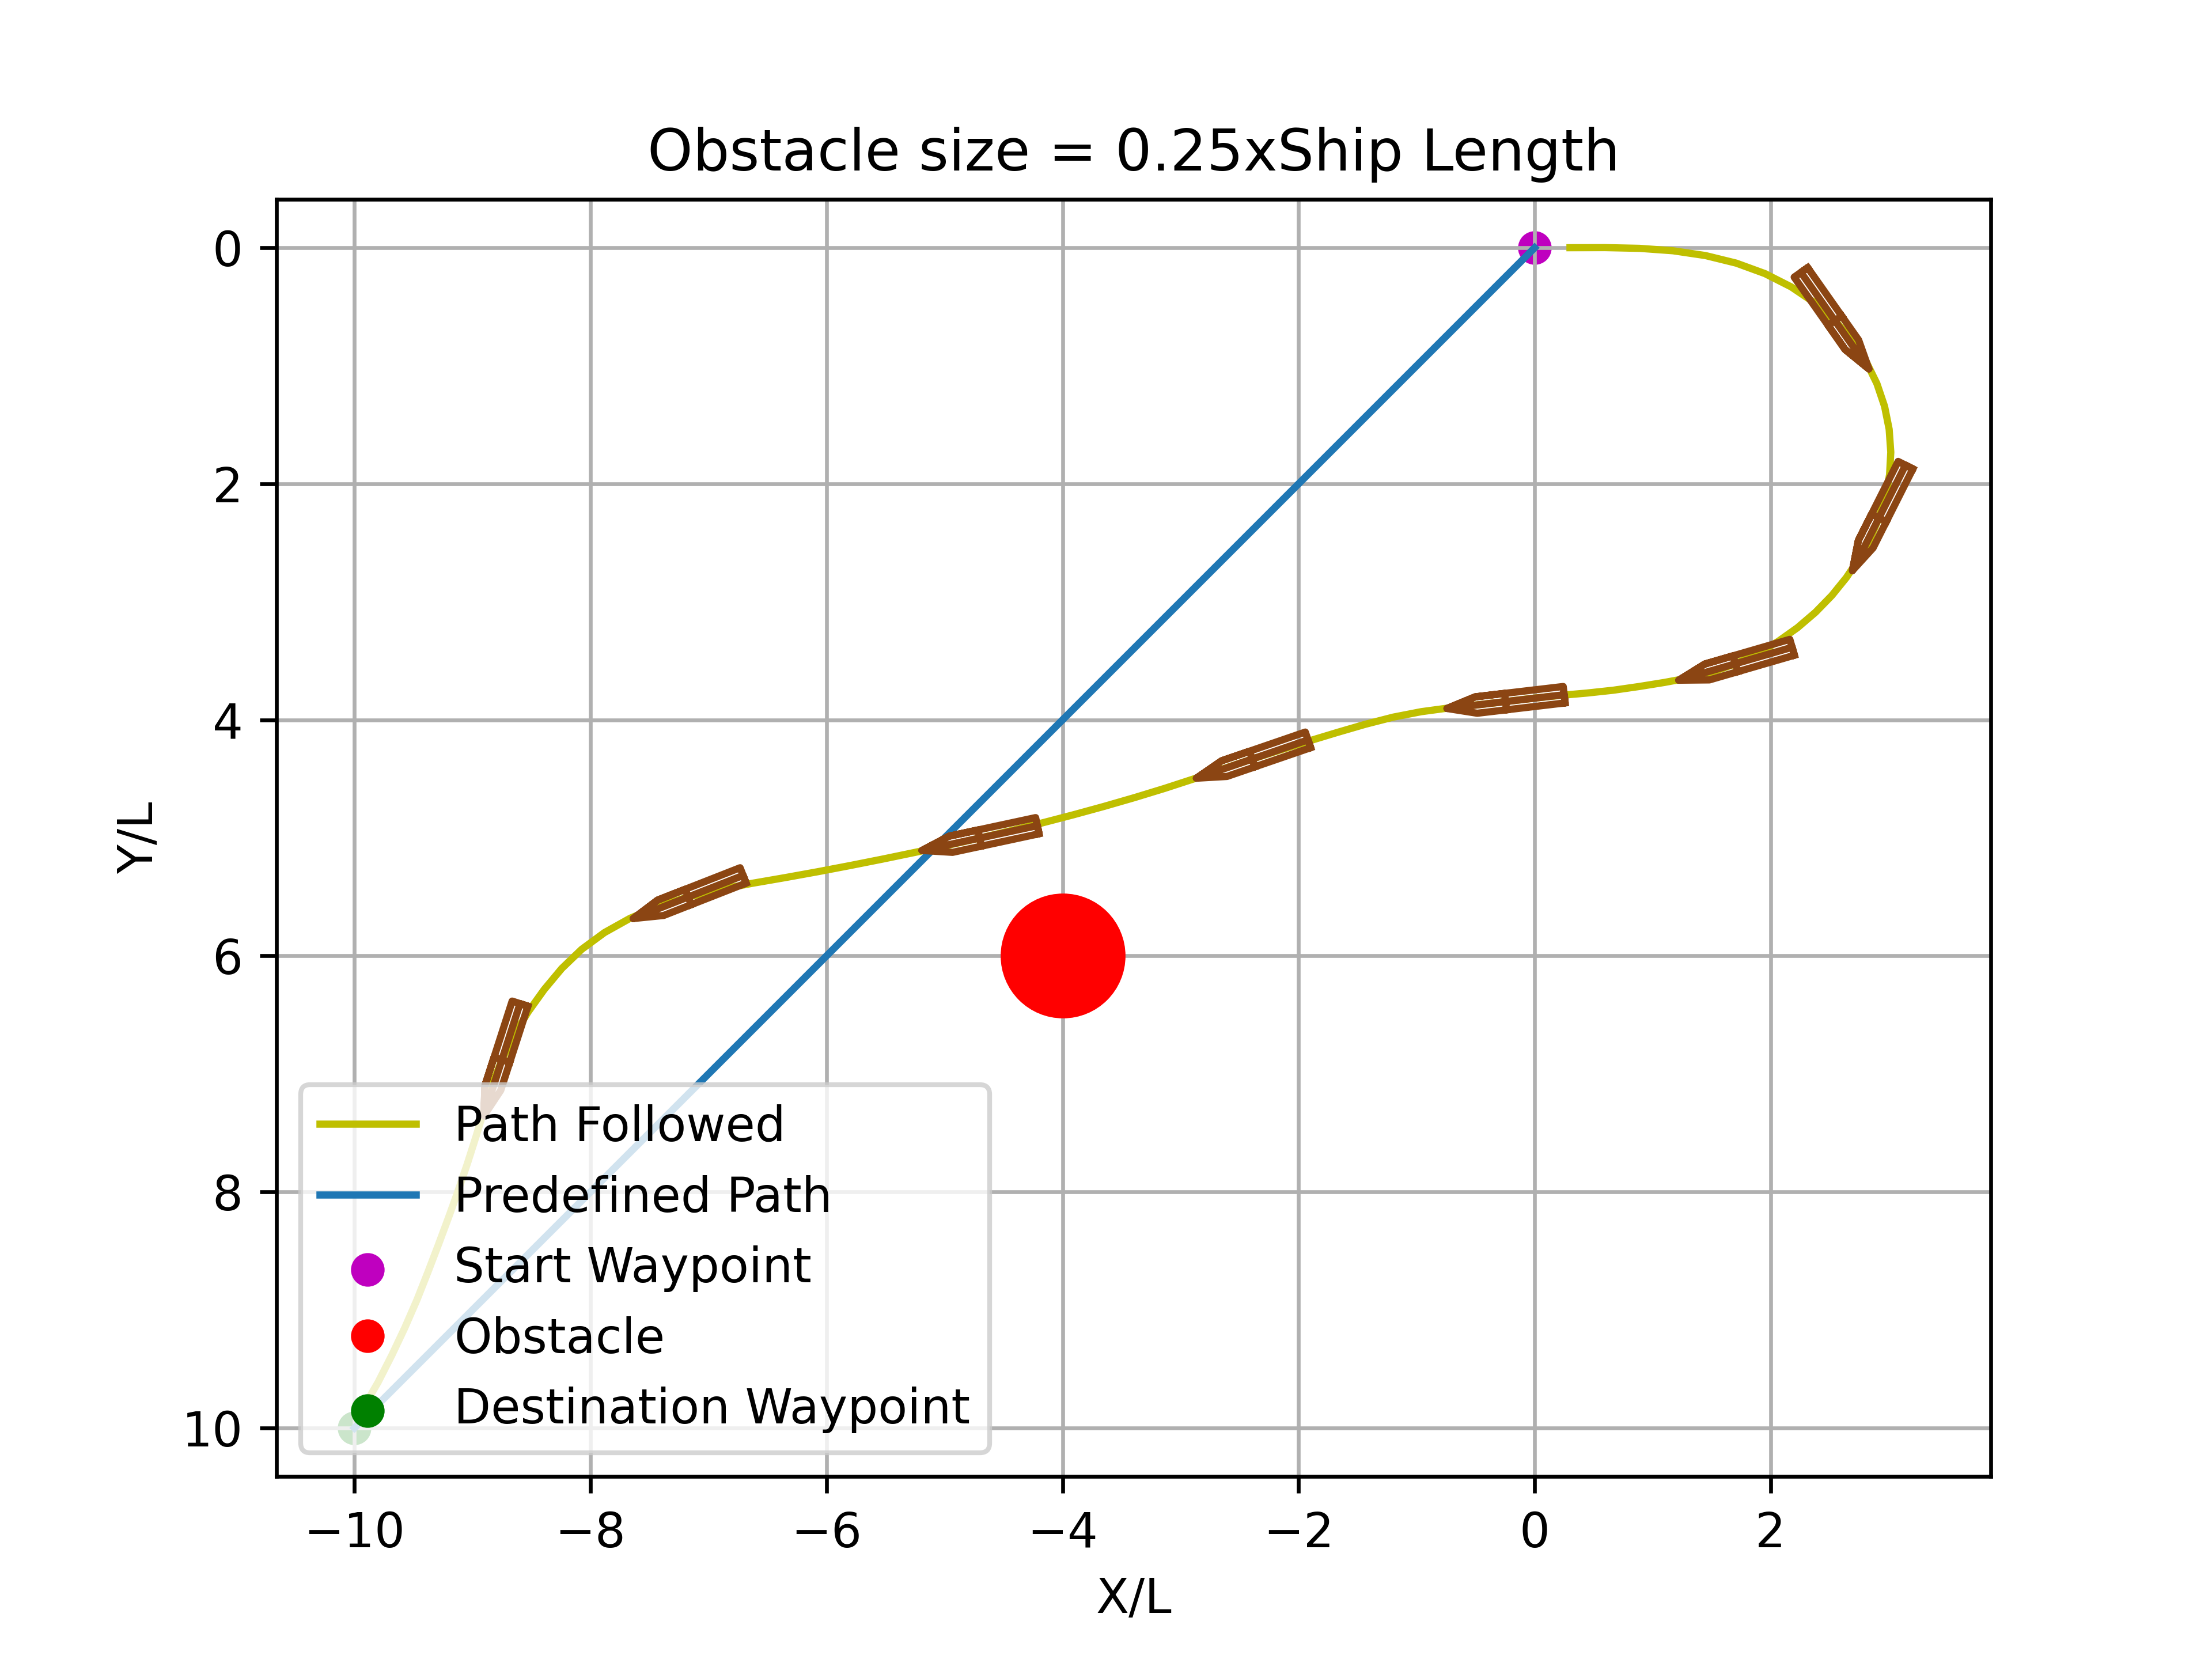 Obstacle size = 0.25xShip Length
0
2
4
6
8
10
Y/L
Path Followed
Predefined Path
Start Waypoint
Obstacle
Destination Waypoint
−10 −8 −6 −4 −2 0 2
X/L